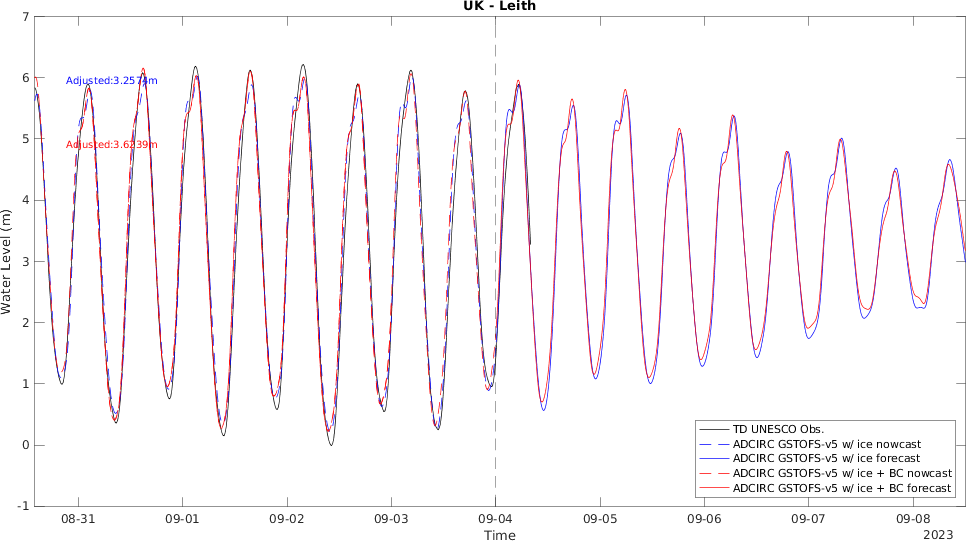 UK - Leith
7
6
5
4
3
2
1
0
-1
Water Level (m)
Adjusted:3.2574m
Adjusted:3.6239m
TD UNESCO Obs.
ADCIRC GSTOFS-v5 w/ ice nowcast
ADCIRC GSTOFS-v5 w/ ice forecast
ADCIRC GSTOFS-v5 w/ ice + BC nowcast
ADCIRC GSTOFS-v5 w/ ice + BC forecast
08-31 09-01 09-02 09-03 09-04 09-05 09-06 09-07 09-08
Time
2023